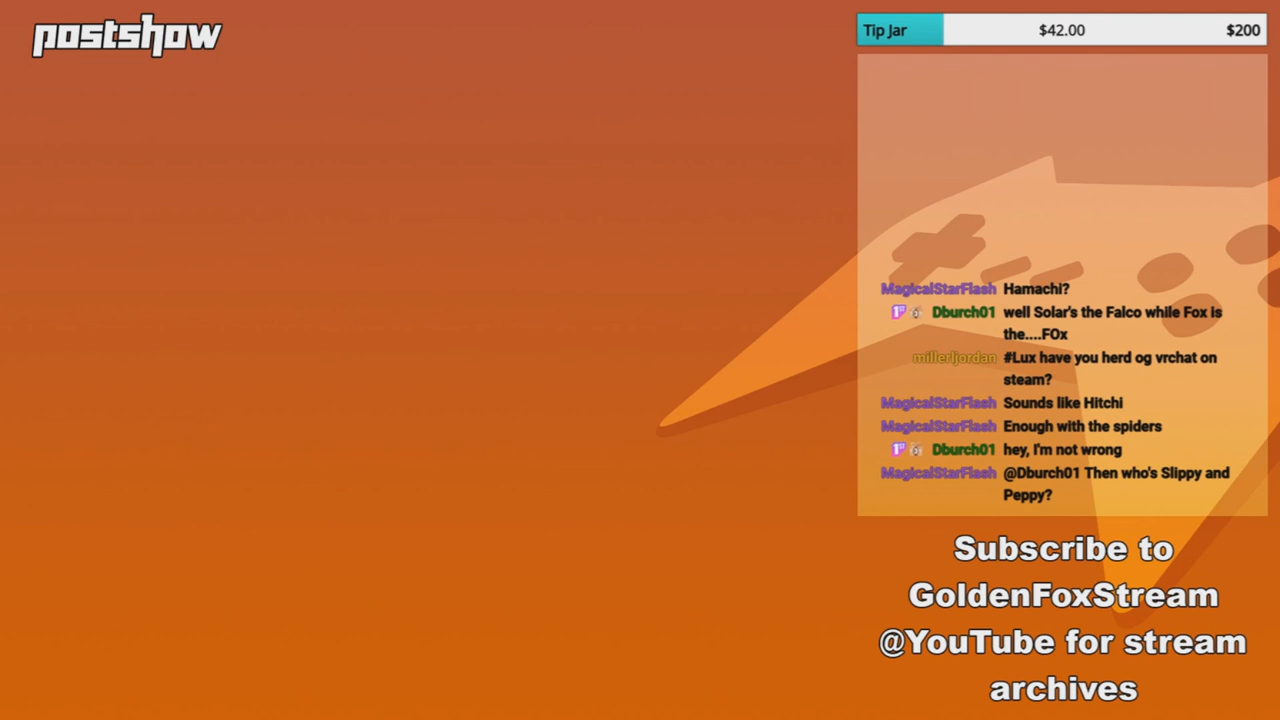 postshow
Tip Jar $42.00 $200
MagicalStarFlash Hamachi?
Dburch01 well Solar's the Falco while Fox is
the....FOx
millerljordan #Lux have you herd og vrchat on
steam?
MagicalStarFlash Sounds like Hitchi
MagicalStarFlash Enough with the spiders
Dburch01 hey, I'm not wrong
MagicalStarFlash @Dburch01 Then who's Slippy and
Peppy?
Subscribe to
GoldenFoxStream
@YouTube for stream
archives